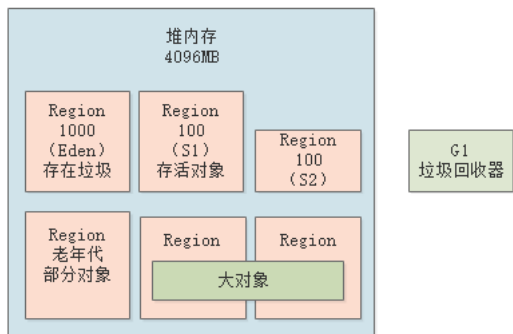 堆内存
4096MB
Region
1000
(Eden)
存在垃圾
Region
100
(S1)
存活对象
Region
100
(S2)
G1
垃圾回收器
Region
老年代
部分对象
Region
Region
大对象